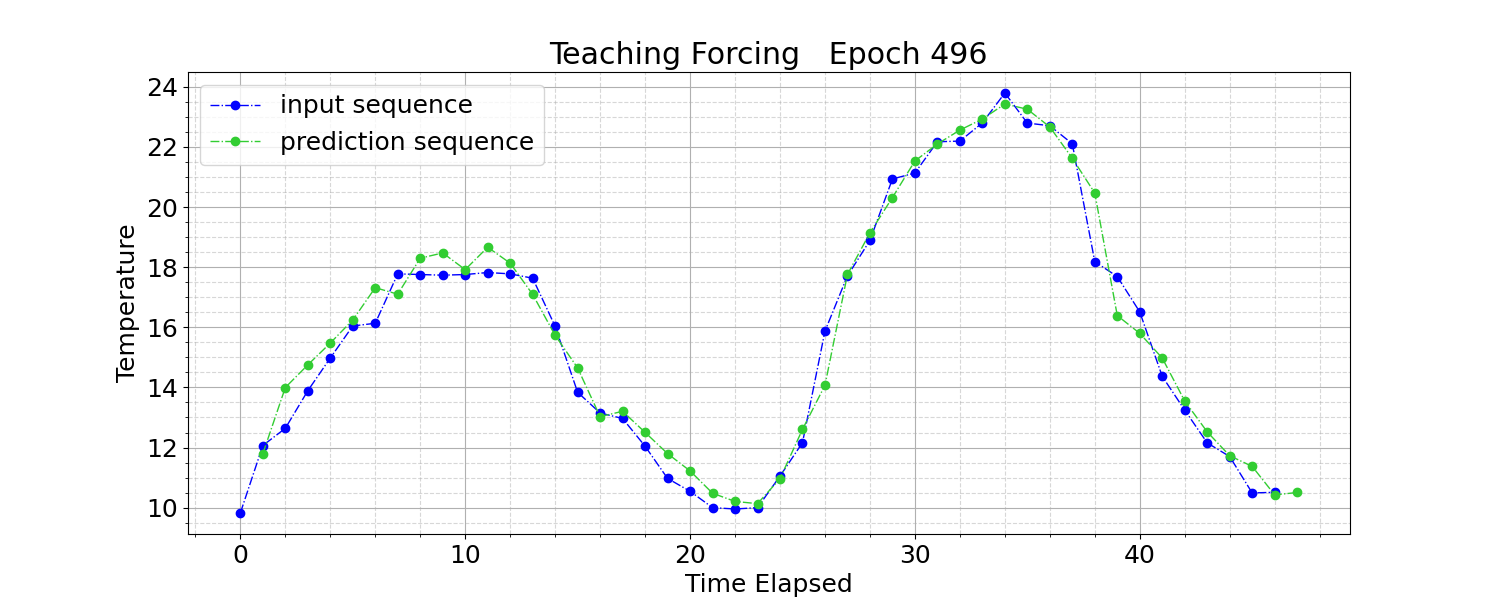 Teaching Forcing   Epoch 496
input sequence
prediction sequence
24
22
20
18
16
14
12
10
Temperature
0 10 20 30 40
Time Elapsed